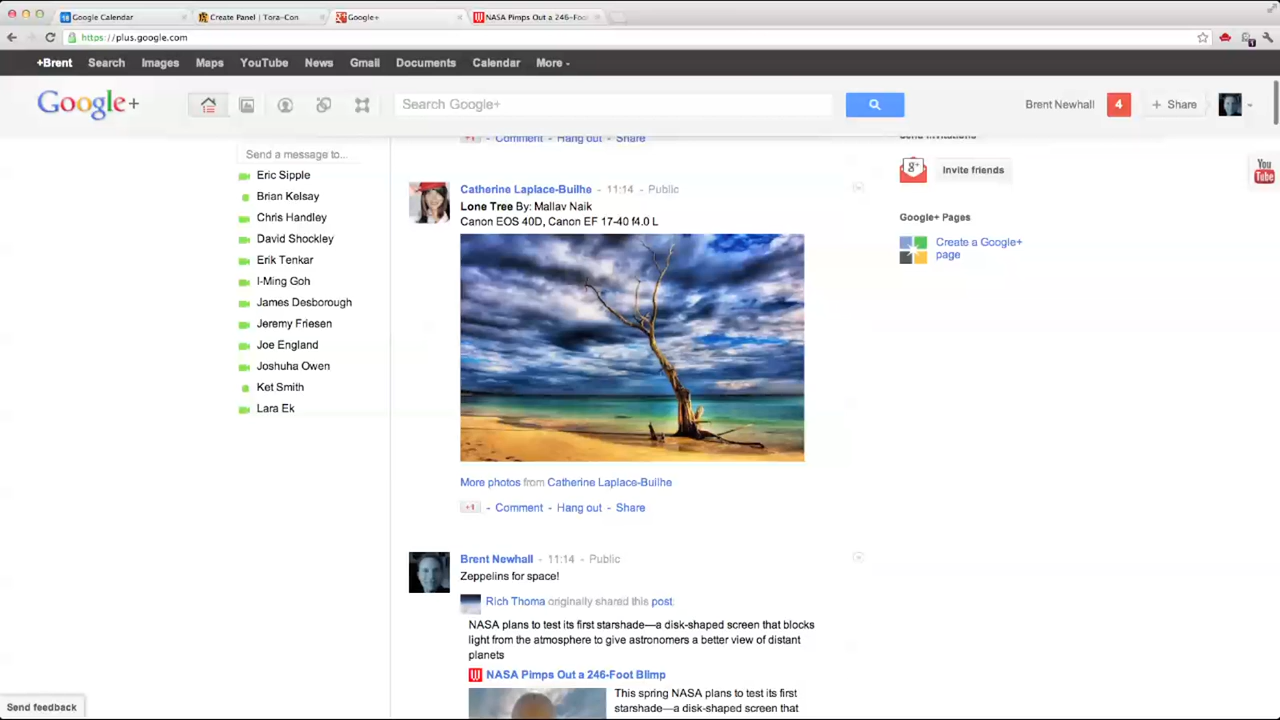 Google Calendar
Create Panel | Tora-Con
Google+
NASA Pimps Out a 246-Foo
https://plus.google.com
+Brent Search Images Maps YouTube News Gmail Documents Calendar More
Google+
Search Google+
Brent Newhall
4
+ Share
+1 - Comment - Hang out - Share
Send invitations
Send a message to...
Eric Sipple
Brian Kelsay
Chris Handley
David Shockley
Erik Tenkar
I-Ming Goh
James Desborough
Jeremy Friesen
Joe England
Joshuha Owen
Ket Smith
Lara Ek
Catherine Laplace-Builhe - 11:14 - Public
Lone Tree By: Mallav Naik
Canon EOS 40D, Canon EF 17-40 f4.0 L
More photos from Catherine Laplace-Builhe
+1 - Comment - Hang out - Share
Brent Newhall - 11:14 - Public
Zeppelins for space!
Rich Thoma originally shared this post:
NASA plans to test its first starshade—a disk-shaped screen that blocks
light from the atmosphere to give astronomers a better view of distant
planets
W NASA Pimps Out a 246-Foot Blimp
This spring NASA plans to test its first
starshade—a disk-shaped screen that
g+
Invite friends
Google+ Pages
Create a Google+
page
You
Tube
Send feedback